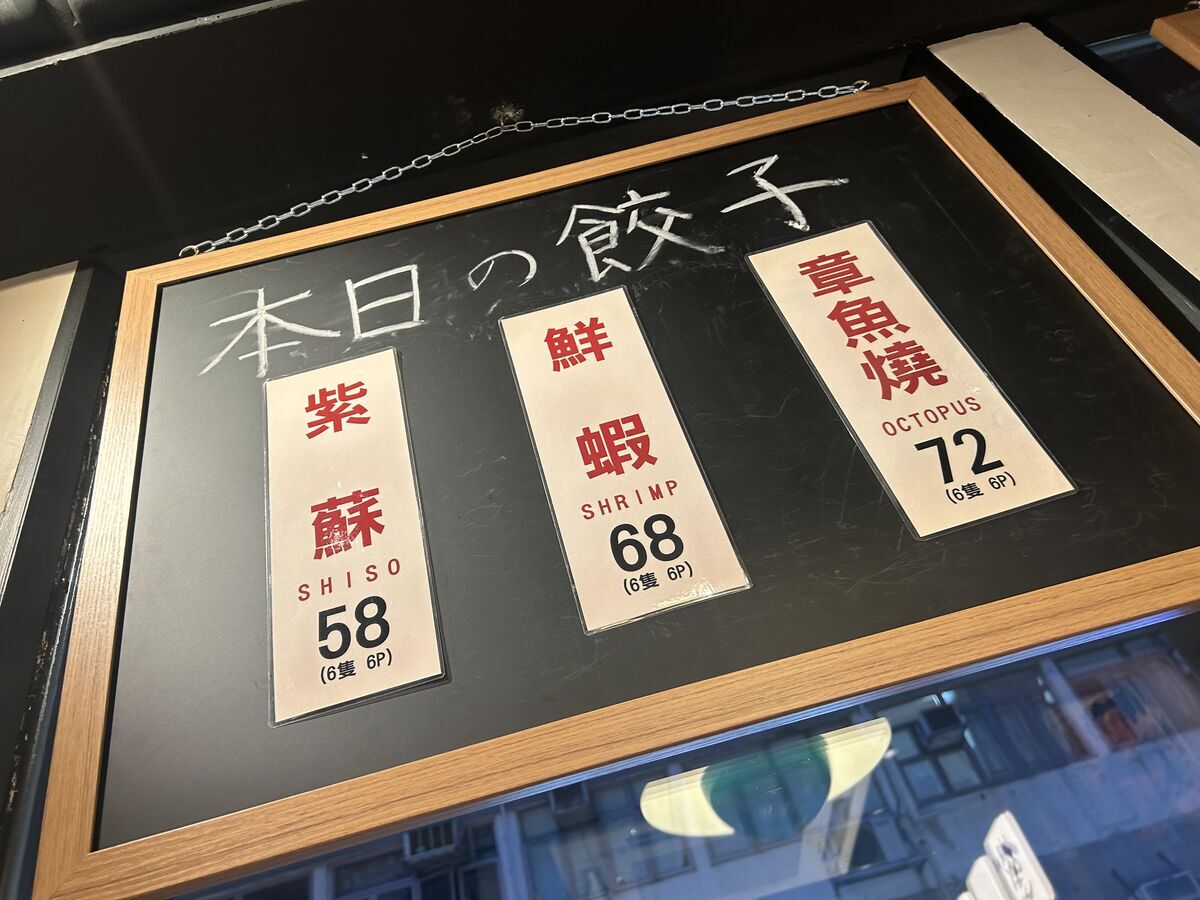 本日の餃子
紫蘇
SHISO
58
(6隻 6P)
鮮蝦
SHRIMP
68
(6隻 6P)
章魚燒
OCTOPUS
72
(6隻 6P)